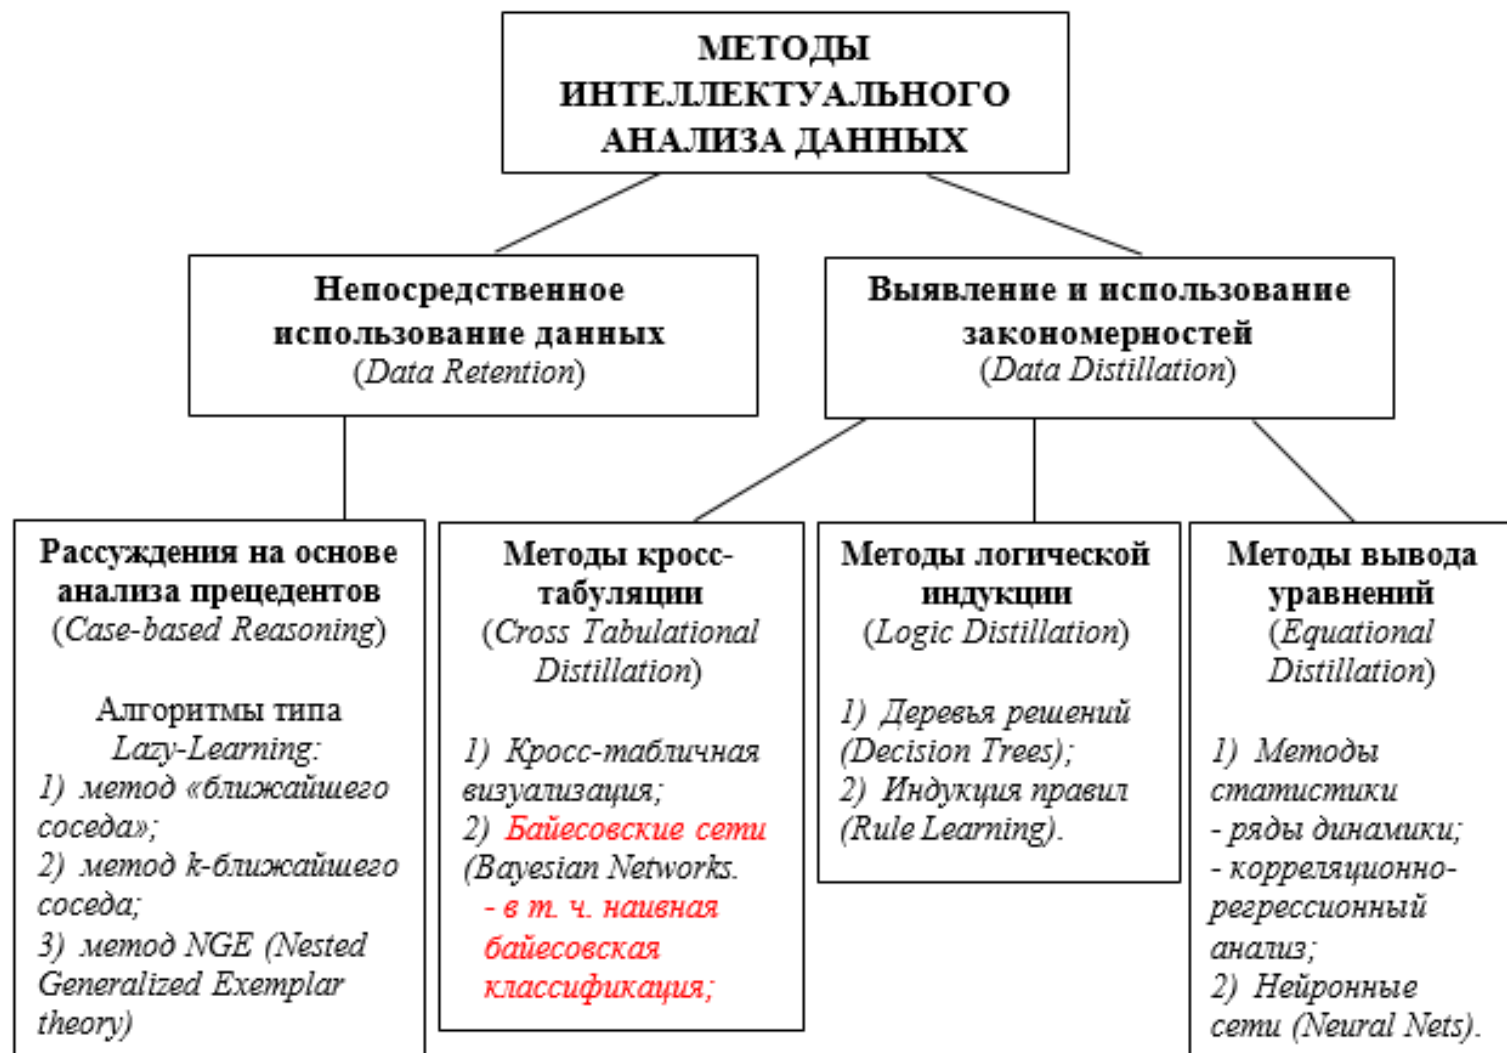 МЕТОДЫ
ИНТЕЛЛЕКТУАЛЬНОГО
АНАЛИЗА ДАННЫХ
Непосредственное
использование данных
(Data Retention)
Выявление и использование
закономерностей
(Data Distillation)
Рассуждения на основе
анализа прецедентов
(Case-based Reasoning)
Алгоритмы типа
Lazy-Learning:
1) метод «ближайшего
соседа»;
2) метод k-ближайшего
соседа;
3) метод NGE (Nested
Generalized Exemplar
theory)
Методы кросс-
табуляции
(Cross Tabulational
Distillation)
1) Кросс-табличная
визуализация;
2) Байесовские сети
(Bayesian Networks.
- в т. ч. наивная
байесовская
классификация;
Методы логической
индукции
(Logic Distillation)
1) Деревья решений
(Decision Trees);
2) Индукция правил
(Rule Learning).
Методы вывода
уравнений
(Equational
Distillation)
1) Методы
статистики
- ряды динамики;
- корреляционно-
регрессионный
анализ;
2) Нейронные
сети (Neural Nets).